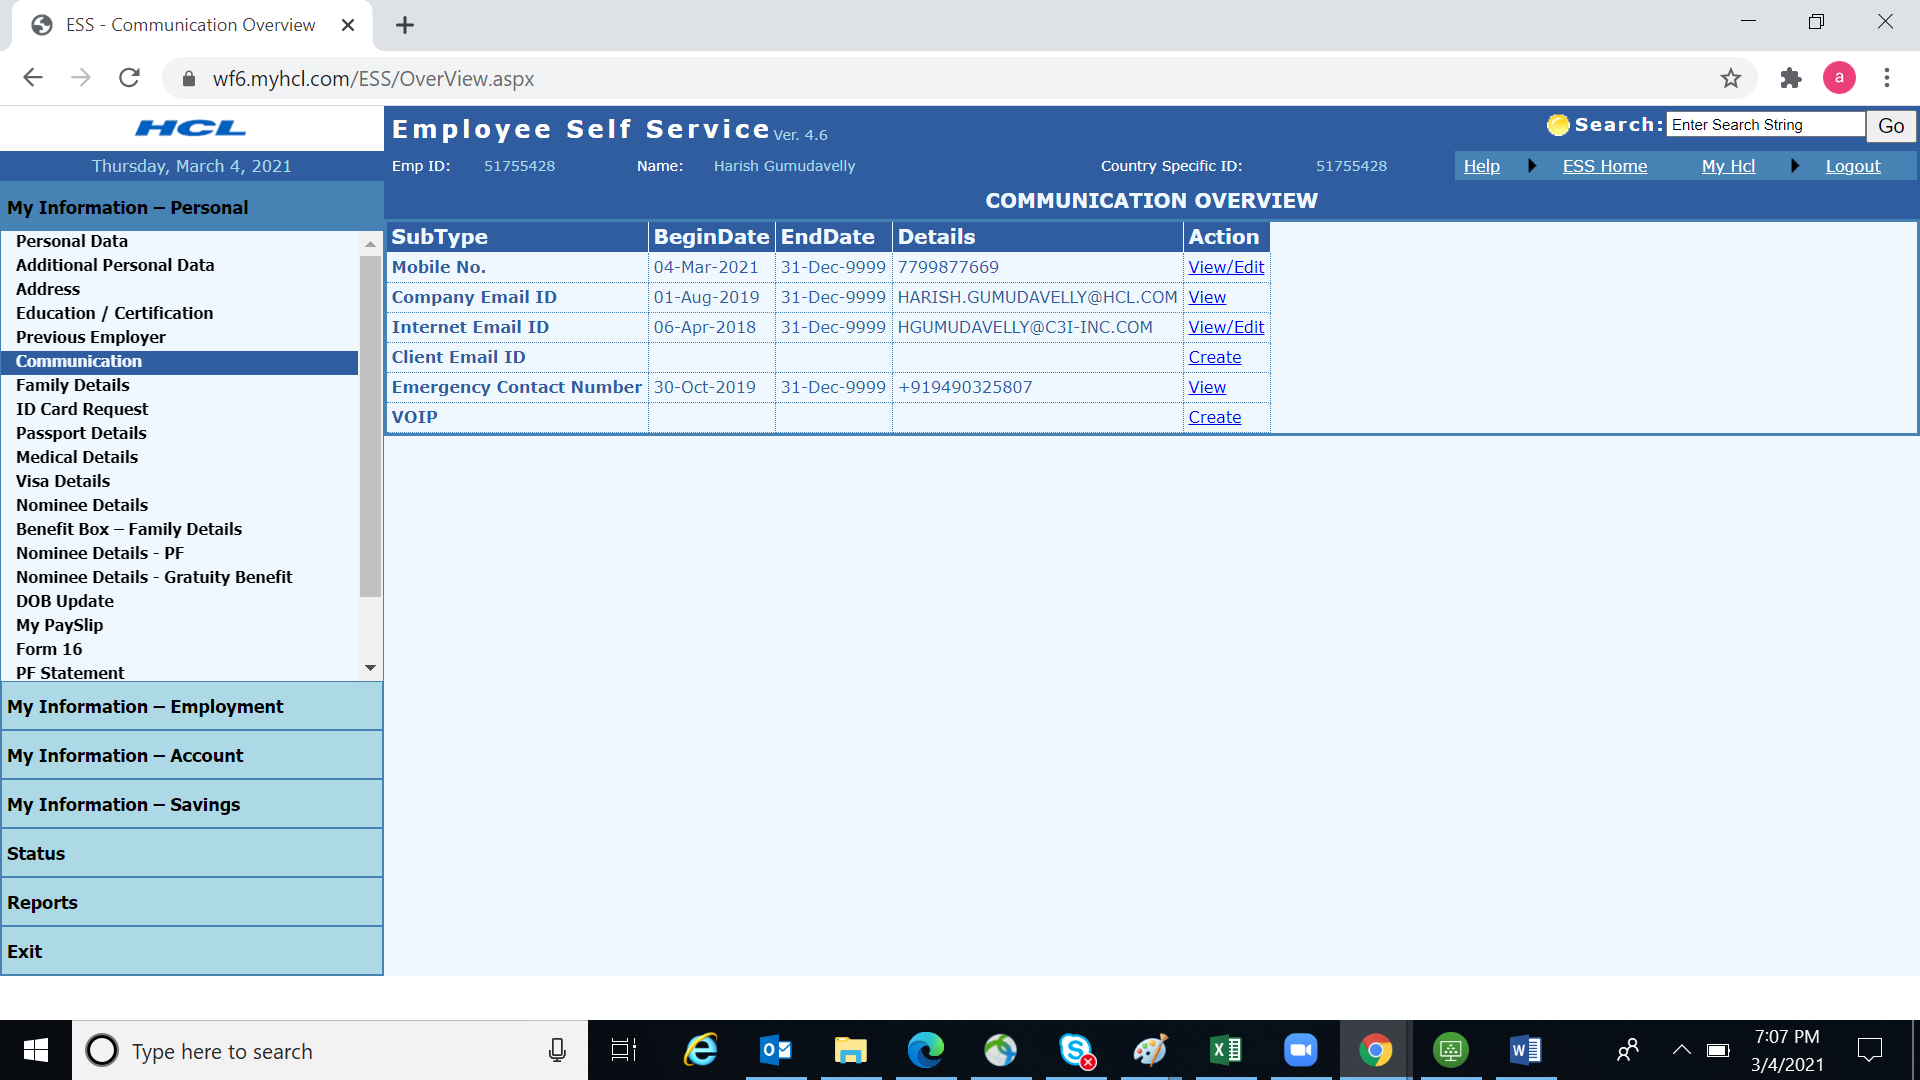 ESS - Communication Overview
wf6.myhcl.com/ESS/OverView.aspx
a
HCL
Thursday, March 4, 2021
Employee Self Service Ver. 4.6
Search: Enter Search String Go
Emp ID: 51755428 Name: Harish Gumudavelly Country Specific ID: 51755428 Help ESS Home My Hcl Logout
COMMUNICATION OVERVIEW
My Information – Personal
Personal Data
Additional Personal Data
Address
Education / Certification
Previous Employer
Communication
Family Details
ID Card Request
Passport Details
Medical Details
Visa Details
Nominee Details
Benefit Box – Family Details
Nominee Details - PF
Nominee Details - Gratuity Benefit
DOB Update
My PaySlip
Form 16
PF Statement
My Information – Employment
My Information – Account
My Information – Savings
Status
Reports
Exit
SubType BeginDate EndDate Details Action
Mobile No. 04-Mar-2021 31-Dec-9999 7799877669 View/Edit
Company Email ID 01-Aug-2019 31-Dec-9999 HARISH.GUMUDAVELLY@HCL.COM View
Internet Email ID 06-Apr-2018 31-Dec-9999 HGUMUDAVELLY@C3I-INC.COM View/Edit
Client Email ID Create
Emergency Contact Number 30-Oct-2019 31-Dec-9999 +919490325807 View
VOIP Create
Type here to search
7:07 PM
3/4/2021